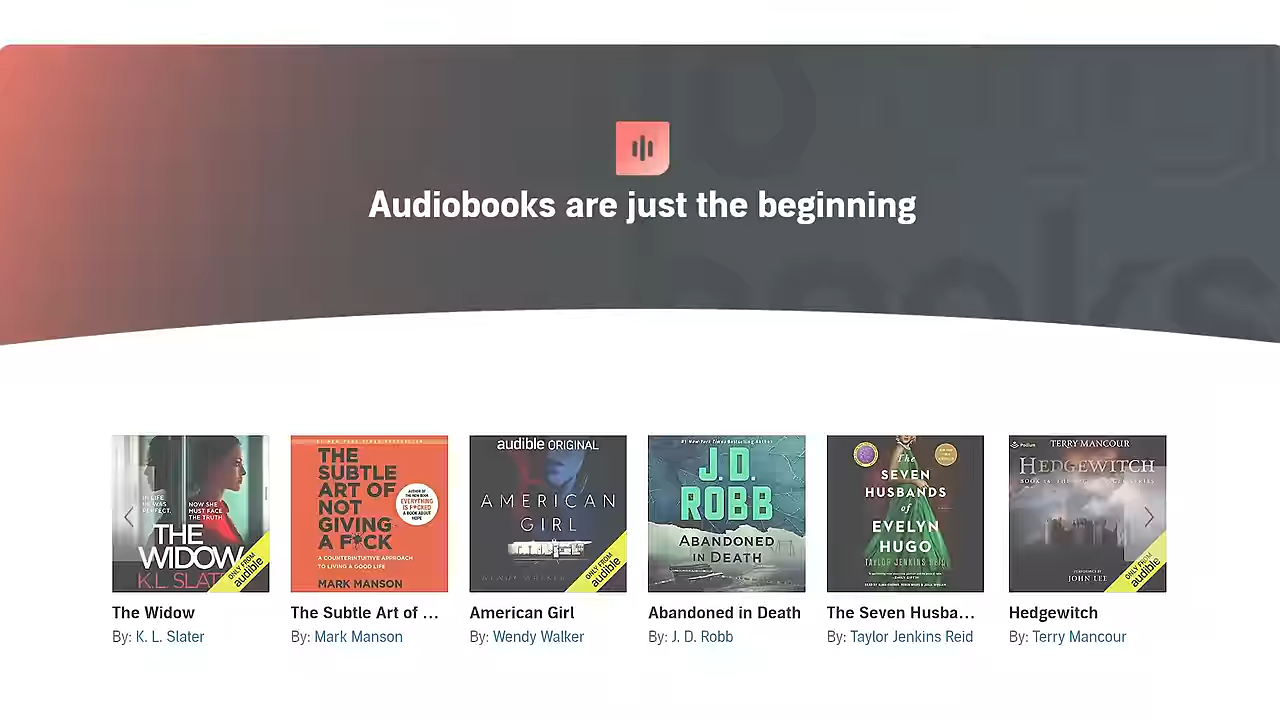 Audiobooks are just the beginning
IN LIFE
HE WAS
PERFECT.
NOW SHE
MUST FACE
THE TRUTH.
THE
WIDOW
K.L. SLATE
ONLY FROM
audible
THE
SUBTLE
ART OF
NOT
GIVING
A F*CK
AUTHOR OF
THE NEW BOOK
EVERYTHING
IS F*CKED
A BOOK ABOUT
HOPE
A COUNTERINTUITIVE APPROACH
TO LIVING A GOOD LIFE
MARK MANSON
audible ORIGINAL
AMERICAN
GIRL
WENDY WALKER
ONLY FROM
audible
#1 New York Times Bestselling Author
J.D.
ROBB
ABANDONED
IN DEATH
The
SEVEN
HUSBANDS
of
EVELYN
HUGO
TAYLOR JENKINS REID
Podium
TERRY MANCOUR
HEDGEWITCH
PERFORMED BY
JOHN LEE
ONLY FROM
audible
The Widow
By: K. L. Slater
The Subtle Art of ...
By: Mark Manson
American Girl
By: Wendy Walker
Abandoned in Death
By: J. D. Robb
The Seven Husba...
By: Taylor Jenkins Reid
Hedgewitch
By: Terry Mancour